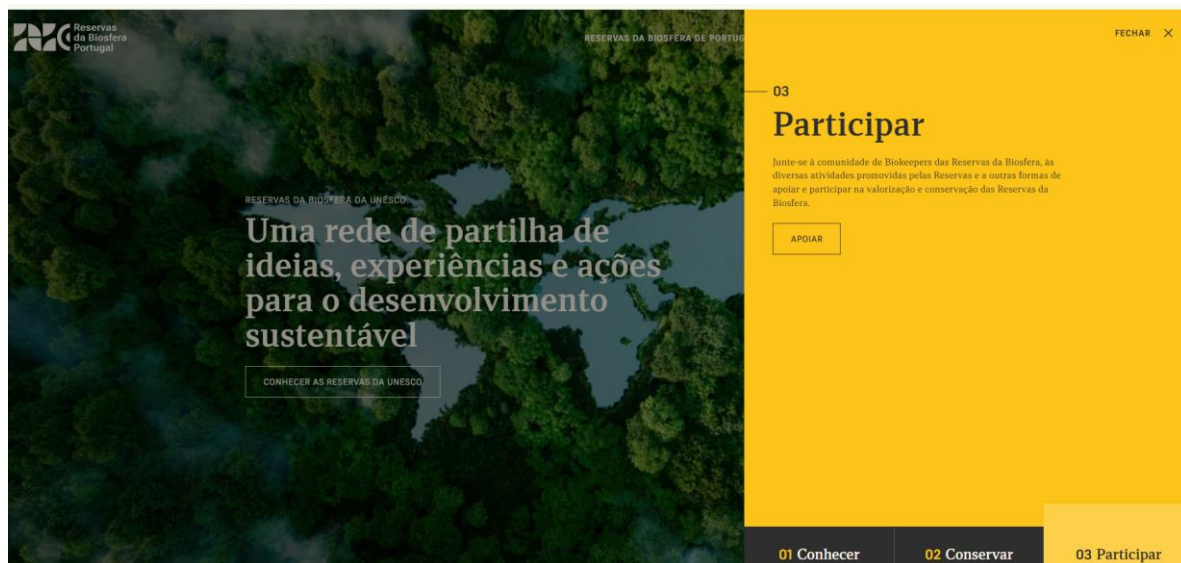 Reservas
da Biosfera
Portugal
RESERVAS DA BIOSFERA DE PORTUG
FECHAR
03
Participar
Junte-se à comunidade de Biokeepers das Reservas da Biosfera, às
diversas atividades promovidas pelas Reservas e a outras formas de
apoiar e participar na valorização e conservação das Reservas da
Biosfera.
APOIAR
RESERVAS DA BIOSFERA DA UNESCO
Uma rede de partilha de
ideias, experiências e ações
para o desenvolvimento
sustentável
CONHECER AS RESERVAS DA UNESCO
01 Conhecer
02 Conservar
03 Participar